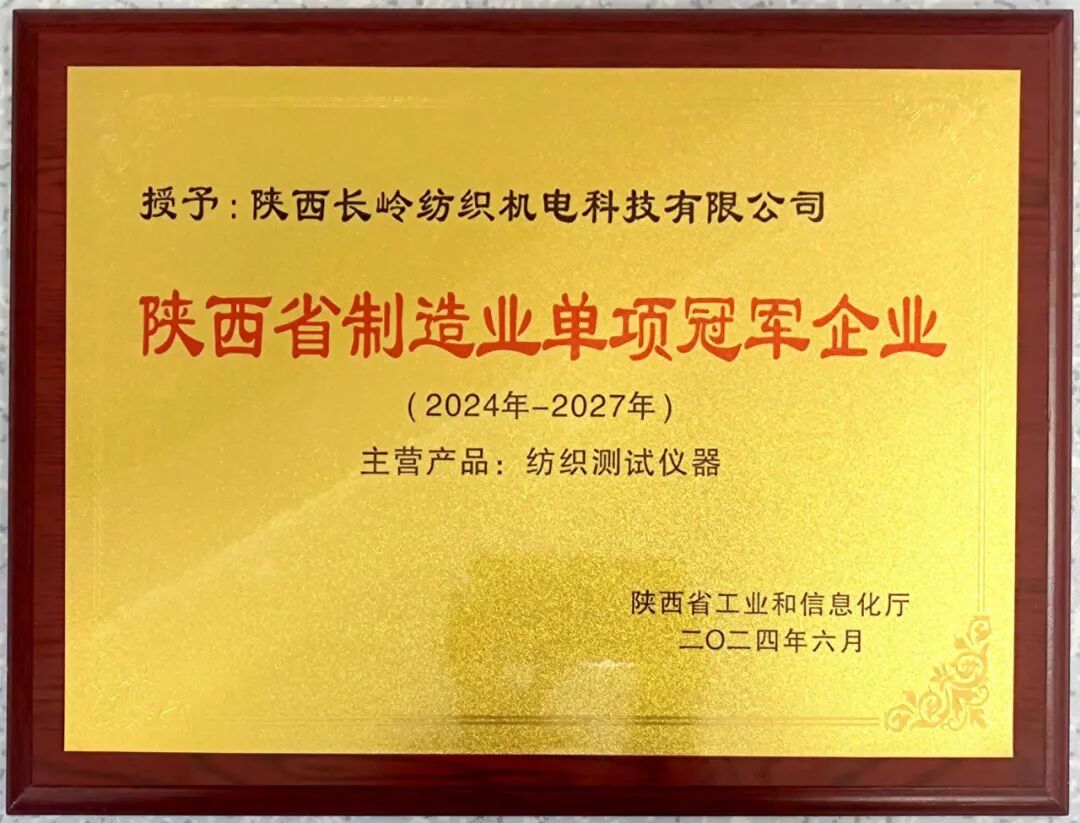 授予:陕西长岭纺织机电科技有限公司
陕西省制造业单项冠军企业
(2024年-2027年)
主营产品:纺织测试仪器
陕西省工业和信息化厅
二〇二四年六月